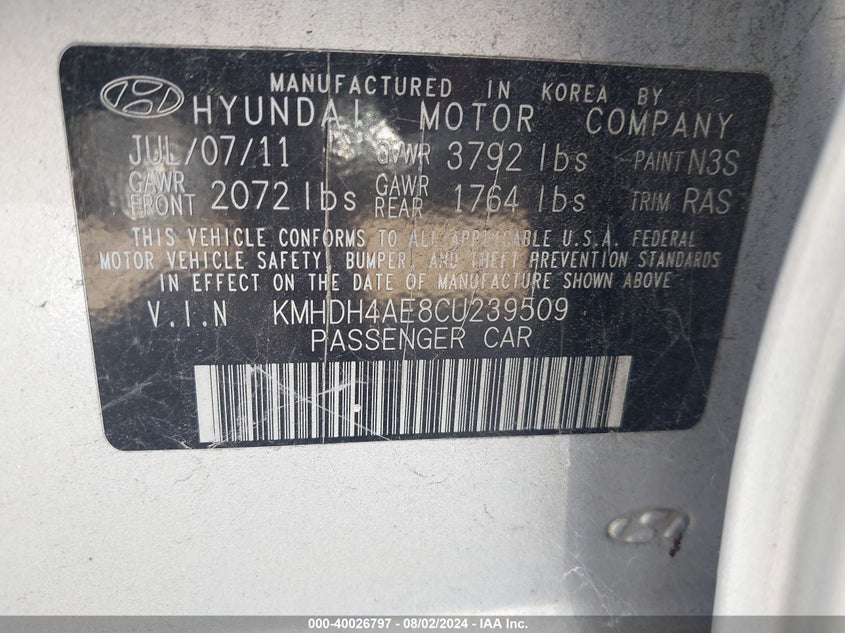 MANUFACTURED IN KOREA BY
HYUNDAI MOTOR COMPANY
JUL/07/11 GVWR 3792 lbs PAINT N3S
GAWR FRONT 2072 lbs GAWR REAR 1764 lbs TRIM RAS
THIS VEHICLE CONFORMS TO ALL APPLICABLE U.S.A. FEDERAL
MOTOR VEHICLE SAFETY, BUMPER, AND THEFT PREVENTION STANDARDS
IN EFFECT ON THE DATE OF MANUFACTURE SHOWN ABOVE
V.I.N KMHDH4AE8CU239509
PASSENGER CAR
000-40026797 - 08/02/2024 - IAA Inc.